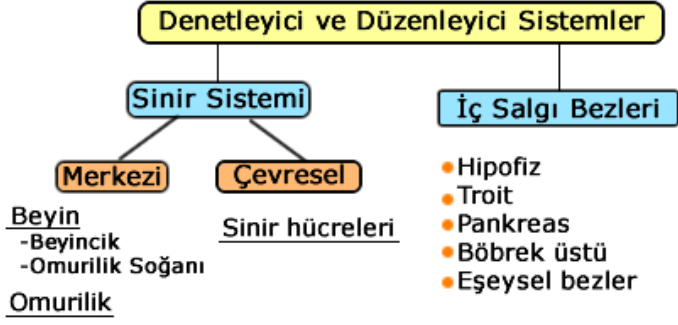 Denetleyici ve Düzenleyici Sistemler
Sinir Sistemi
Merkezi
Beyin
-Beyincik
-Omurilik Soğanı
Omurilik
Çevresel
Sinir hücreleri
İç Salgı Bezleri
Hipofiz
Troit
Pankreas
Böbrek üstü
Eşeysel bezler